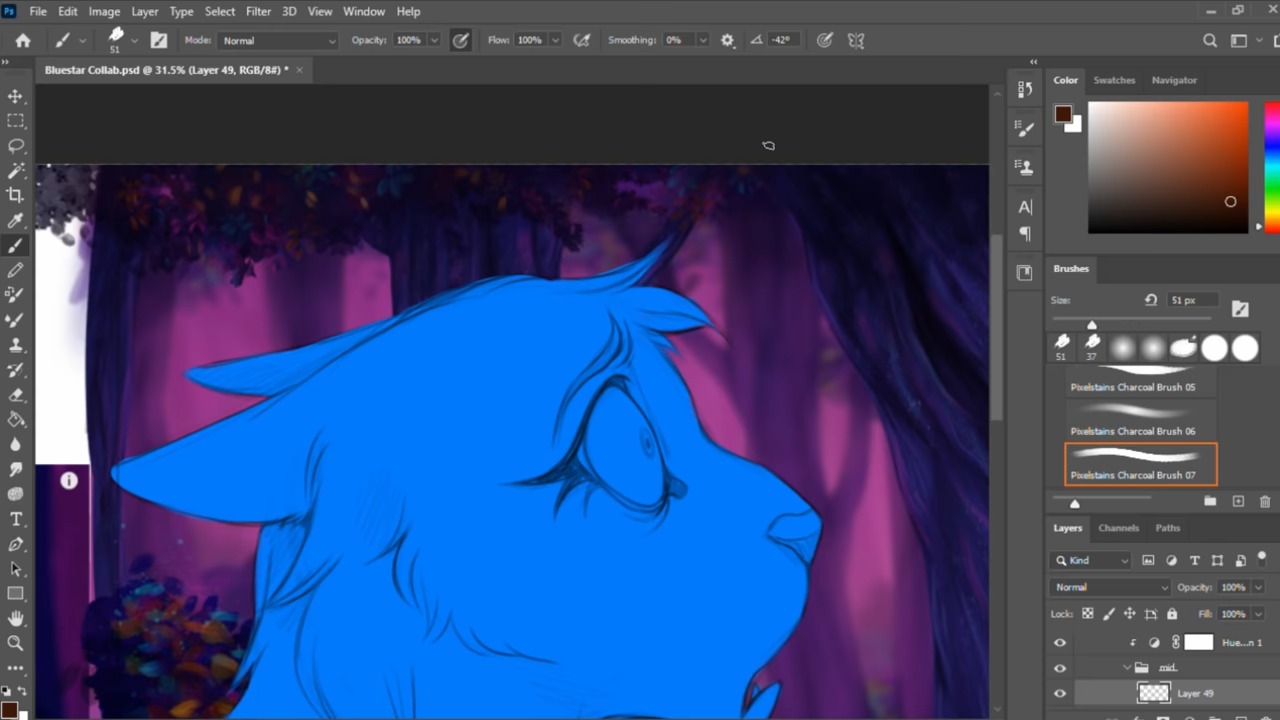 Ps File Edit Image Layer Type Select Filter 3D View Window Help
51 Mode: Normal Opacity: 100% Flow: 100% Smoothing: 0% -42°
Bluestar Collab.psd @ 31.5% (Layer 49, RGB/8#) * ×
Color Swatches Navigator
Brushes
Size: 51 px
51 37
Pixelstains Charcoal Brush 05
Pixelstains Charcoal Brush 06
Pixelstains Charcoal Brush 07
Layers Channels Paths
Kind
Normal Opacity: 100%
Lock: Fill: 100%
Hue...n 1
mid.
Layer 49